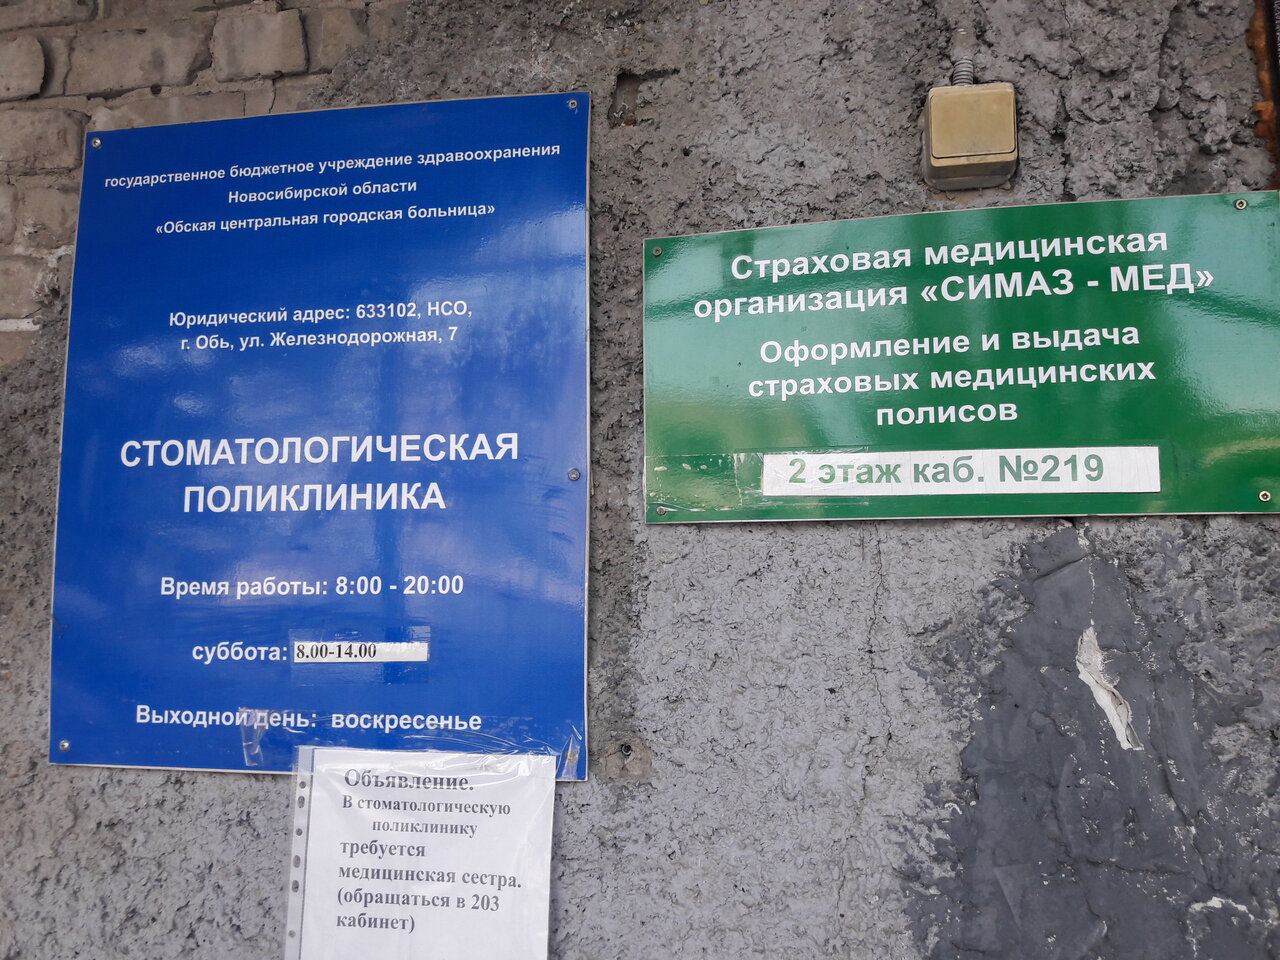 государственное бюджетное учреждение здравоохранения
Новосибирской области
«Обская центральная городская больница»
Юридический адрес: 633102, НСО,
г. Обь, ул. Железнодорожная, 7
СТОМАТОЛОГИЧЕСКАЯ
ПОЛИКЛИНИКА
Время работы: 8:00 - 20:00
суббота: 8.00-14.00
Выходной день: воскресенье
Объявление.
В стоматологическую
поликлинику
требуется
медицинская сестра.
(обращаться в 203
кабинет)
Страховая медицинская
организация «СИМАЗ - МЕД»
Оформление и выдача
страховых медицинских
полисов
2 этаж каб. №219